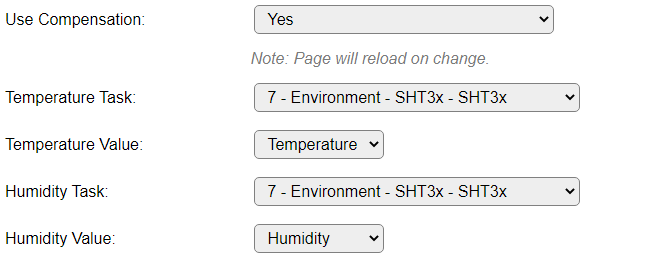 Use Compensation: Yes
Note: Page will reload on change.
Temperature Task: 7 - Environment - SHT3x - SHT3x
Temperature Value: Temperature
Humidity Task: 7 - Environment - SHT3x - SHT3x
Humidity Value: Humidity